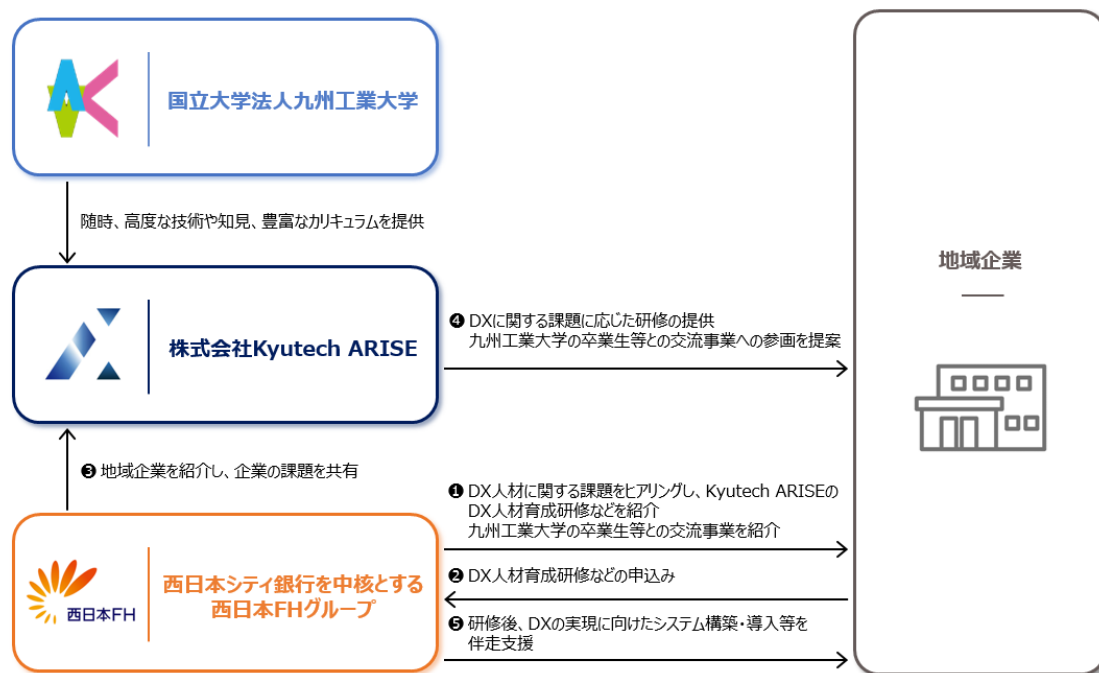 国立大学法人九州工業大学
随時、高度な技術や知見、豊富なカリキュラムを提供
株式会社Kyutech ARISE
❹ DXに関する課題に応じた研修の提供
九州工業大学の卒業生等との交流事業への参画を提案
地域企業
❸ 地域企業を紹介し、企業の課題を共有
❶ DX人材に関する課題をヒアリングし、Kyutech ARISEの
DX人材育成研修などを紹介
九州工業大学の卒業生等との交流事業を紹介
西日本FH
西日本シティ銀行を中核とする
西日本FHグループ
❷ DX人材育成研修などの申込み
❺ 研修後、DXの実現に向けたシステム構築・導入等を
伴走支援